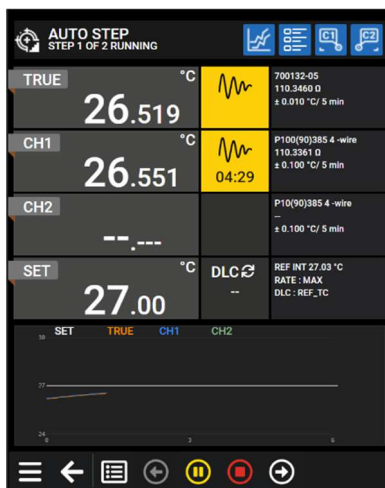 AUTO STEP
STEP 1 OF 2 RUNNING
C1
C2
TRUE
°C
26.519
700132-05
110.3460 Ω
± 0.010 °C/ 5 min
CH1
°C
26.551
04:29
P100(90)385 4 -wire
110.3361 Ω
± 0.100 °C/ 5 min
CH2
--.---
P10(90)385 4 -wire
--
± 0.100 °C/ 5 min
SET
°C
27.00
DLC
--
REF INT 27.03 °C
RATE : MAX
DLC : REF_TC
SET TRUE CH1 CH2
30
27
24
0 3 6